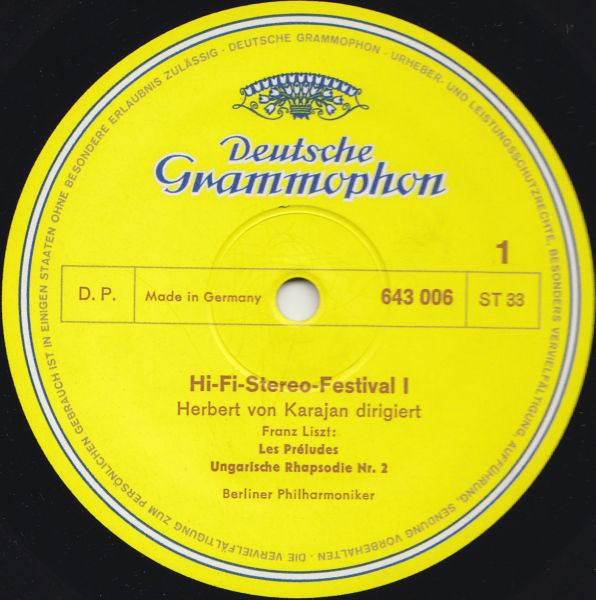 DEUTSCHE GRAMMOPHON · URHEBER- UND LEISTUNGSSCHUTZRECHTE, BESONDERS VERVIELFÄLTIGUNG, AUFFÜHRUNG, SENDUNG VORBEHALTEN · DIE VERVIELFÄLTIGUNG ZUM PERSÖNLICHEN GEBRAUCH IST IN EINIGEN STAATEN OHNE BESONDERE ERLAUBNIS ZULÄSSIG ·
Deutsche
Grammophon
1
D. P. Made in Germany 643 006 ST 33
Hi-Fi-Stereo-Festival I
Herbert von Karajan dirigiert
Franz Liszt:
Les Préludes
Ungarische Rhapsodie Nr. 2
Berliner Philharmoniker